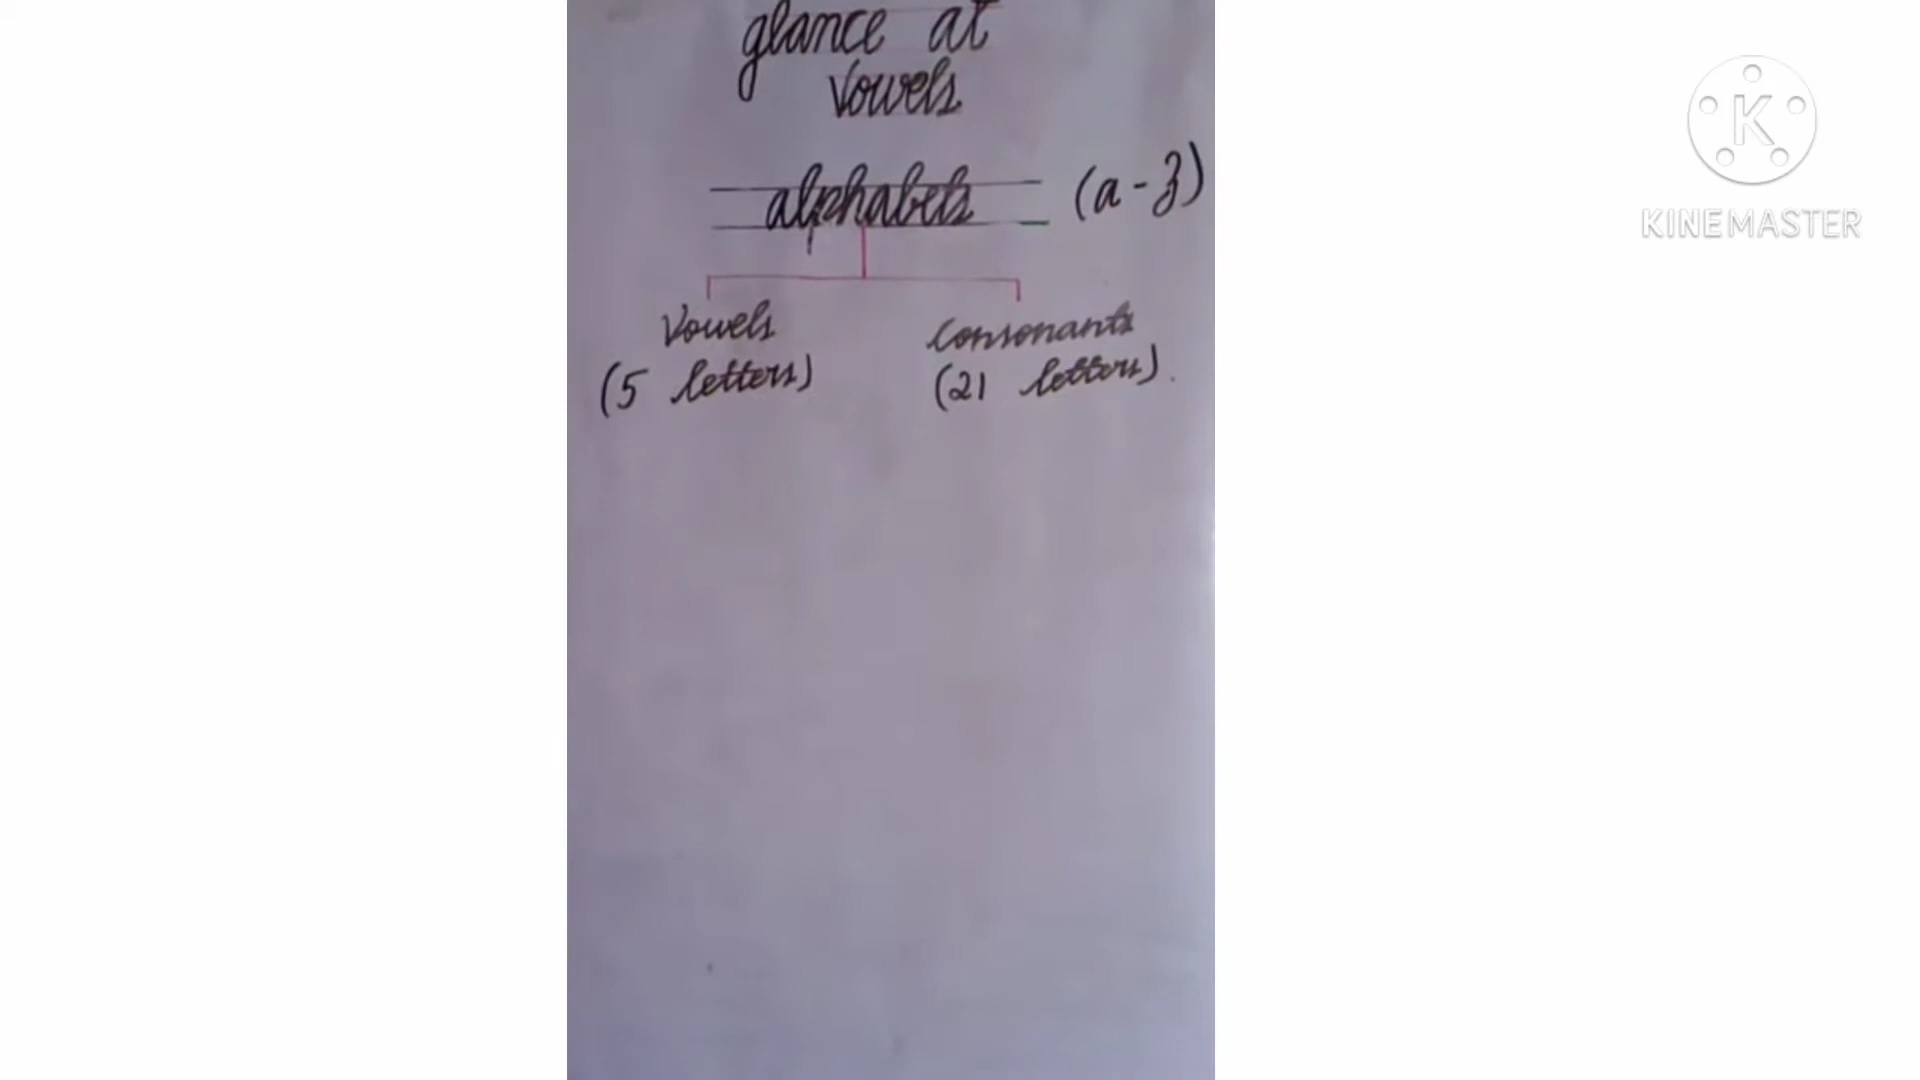 glance at
Vowels
alphabets (a-z)
Vowels consonants
(5 letters) (21 letters).
KINEMASTER